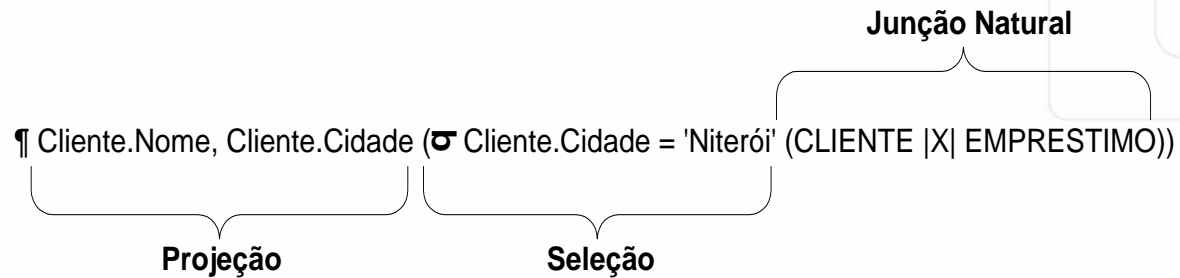 Junção Natural
¶ Cliente.Nome, Cliente.Cidade (σ Cliente.Cidade = 'Niterói' (CLIENTE |X| EMPRESTIMO))
Projeção Seleção